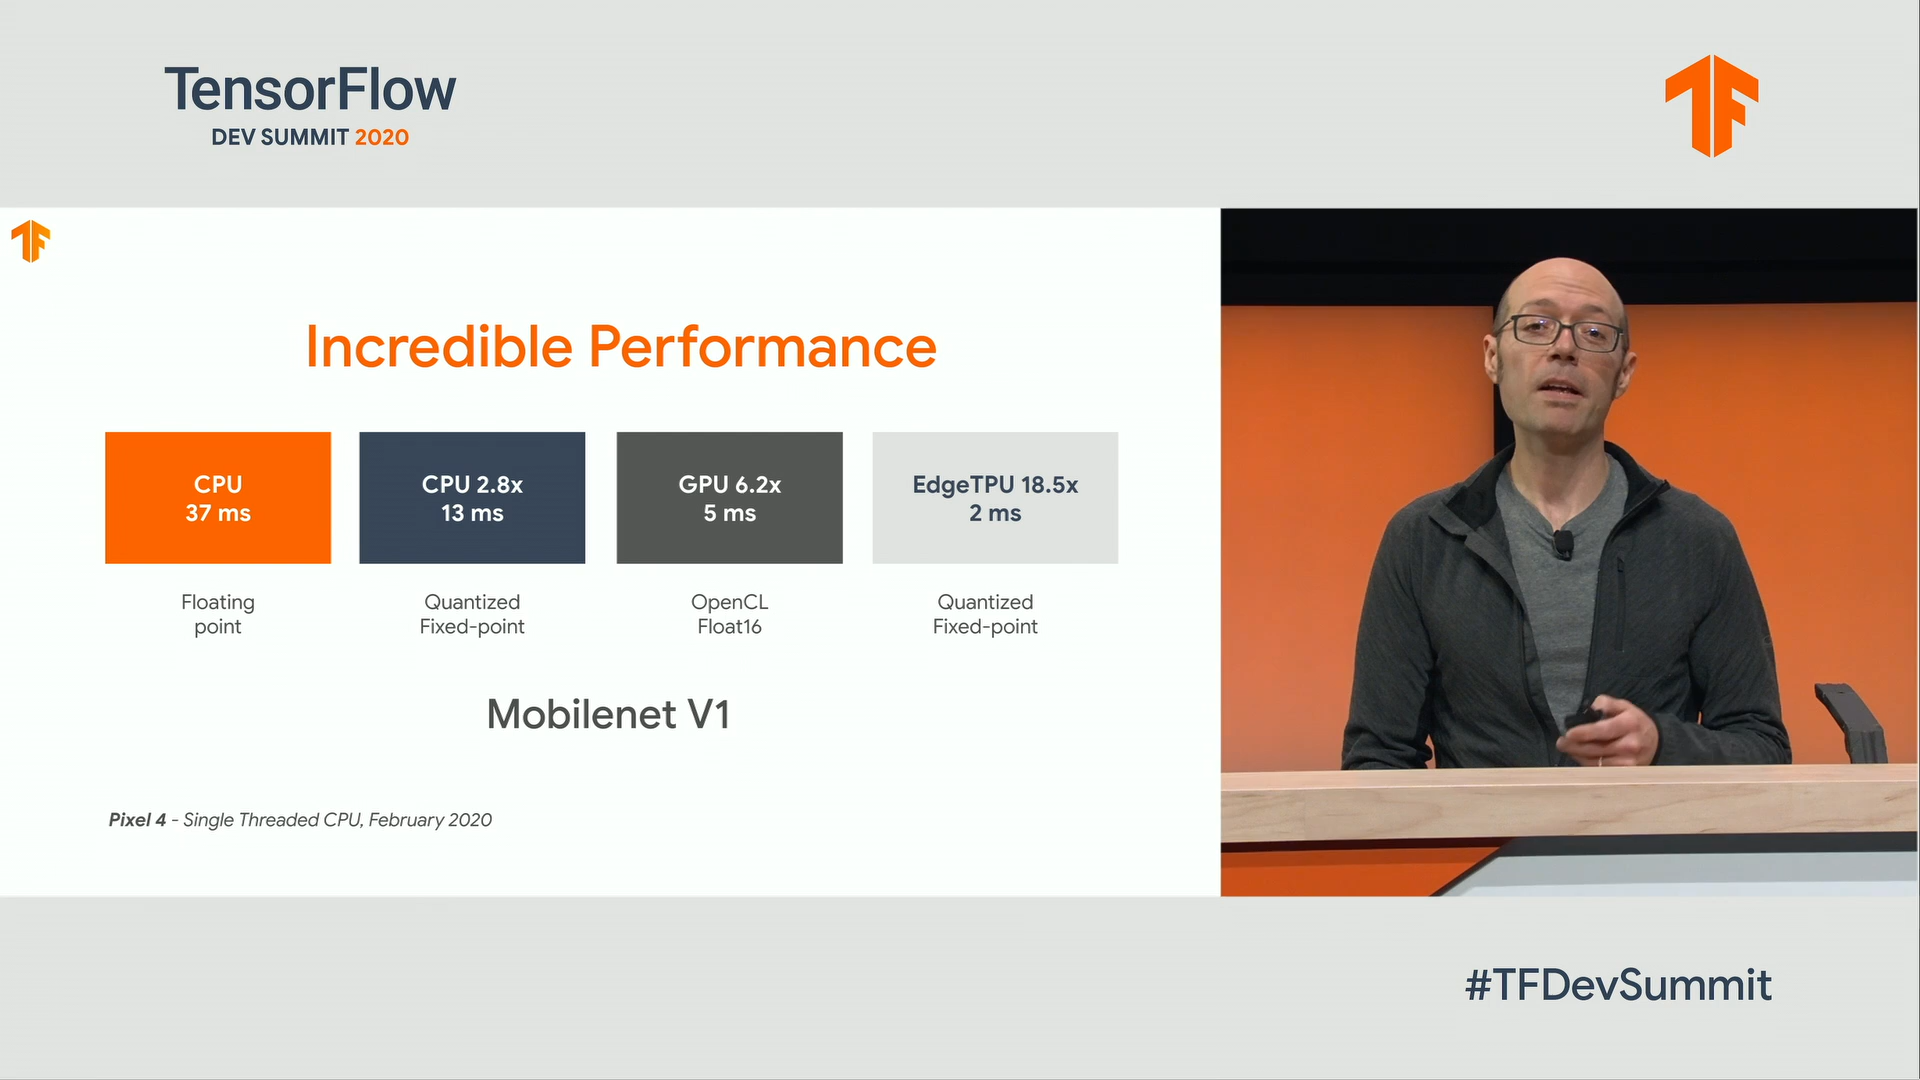 TensorFlow
DEV SUMMIT 2020
Incredible Performance
CPU
37 ms
CPU 2.8x
13 ms
GPU 6.2x
5 ms
EdgeTPU 18.5x
2 ms
Floating
point
Quantized
Fixed-point
OpenCL
Float16
Quantized
Fixed-point
Mobilenet V1
Pixel 4 - Single Threaded CPU, February 2020
#TFDevSummit